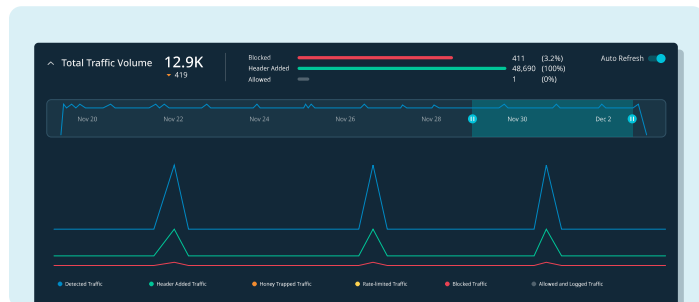 Total Traffic Volume
12.9K
419
Blocked 411 (3.2%)
Header Added 48,690 (100%)
Allowed 1 (0%)
Auto Refresh
Nov 20 Nov 22 Nov 24 Nov 26 Nov 28 Nov 30 Dec 2
Detected Traffic Header Added Traffic Honey Trapped Traffic Rate-limited Traffic Blocked Traffic Allowed and Logged Traffic